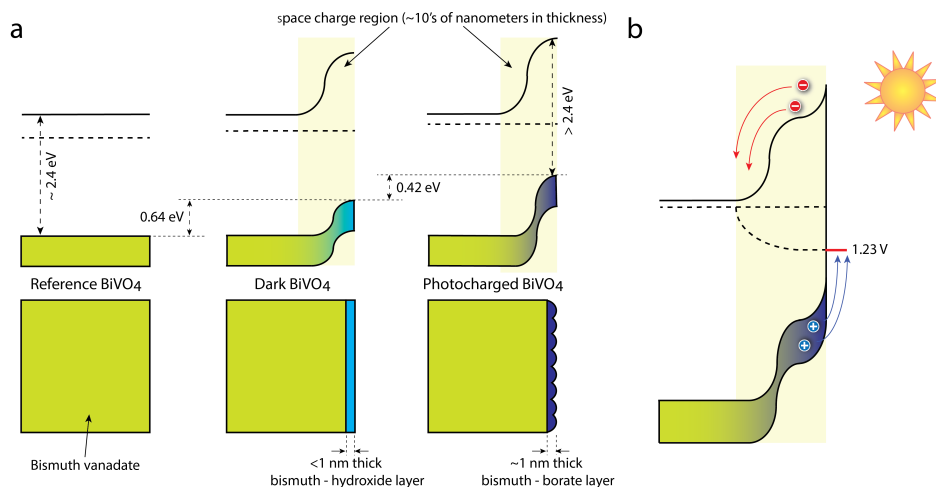 a
space charge region (~10's of nanometers in thickness)
b
~ 2.4 eV
0.64 eV
0.42 eV
> 2.4 eV
1.23 V
Reference BiVO4
Dark BiVO4
Photocharged BiVO4
Bismuth vanadate
<1 nm thick
bismuth - hydroxide layer
~1 nm thick
bismuth - borate layer